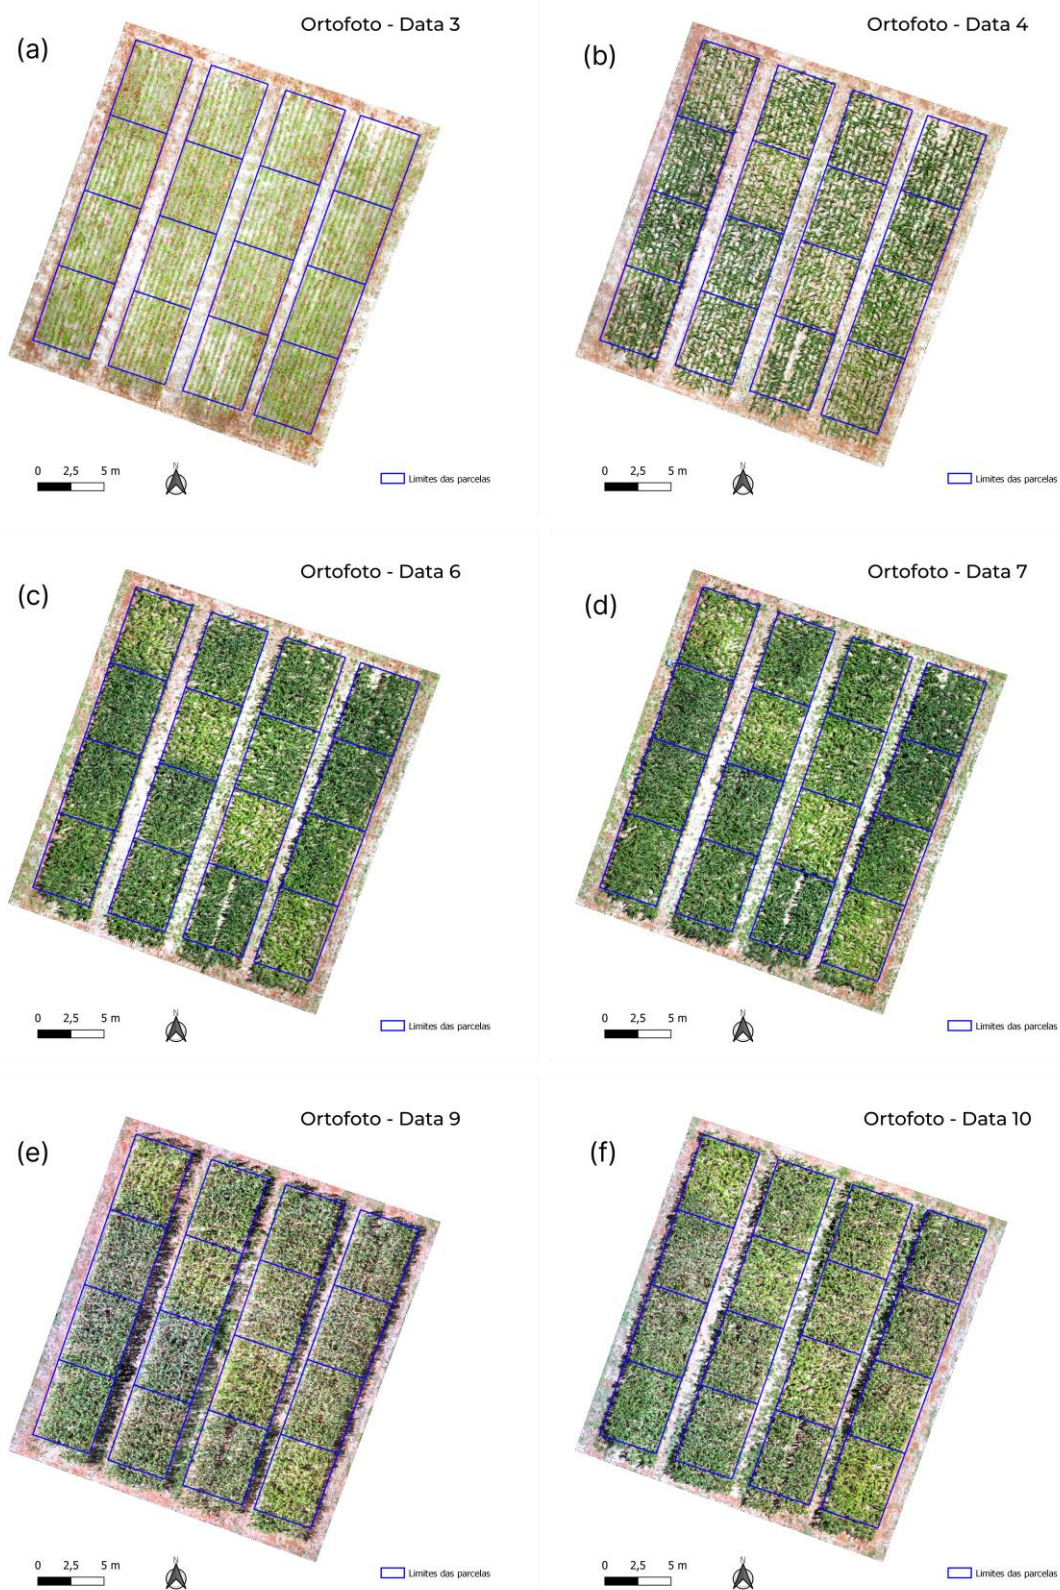 Ortofoto - Data 3
(a)
N
0 2,5 5 m
Limites das parcelas
Ortofoto - Data 4
(b)
N
0 2,5 5 m
Limites das parcelas
Ortofoto - Data 6
(c)
N
0 2,5 5 m
Limites das parcelas
Ortofoto - Data 7
(d)
N
0 2,5 5 m
Limites das parcelas
Ortofoto - Data 9
(e)
N
0 2,5 5 m
Limites das parcelas
Ortofoto - Data 10
(f)
N
0 2,5 5 m
Limites das parcelas